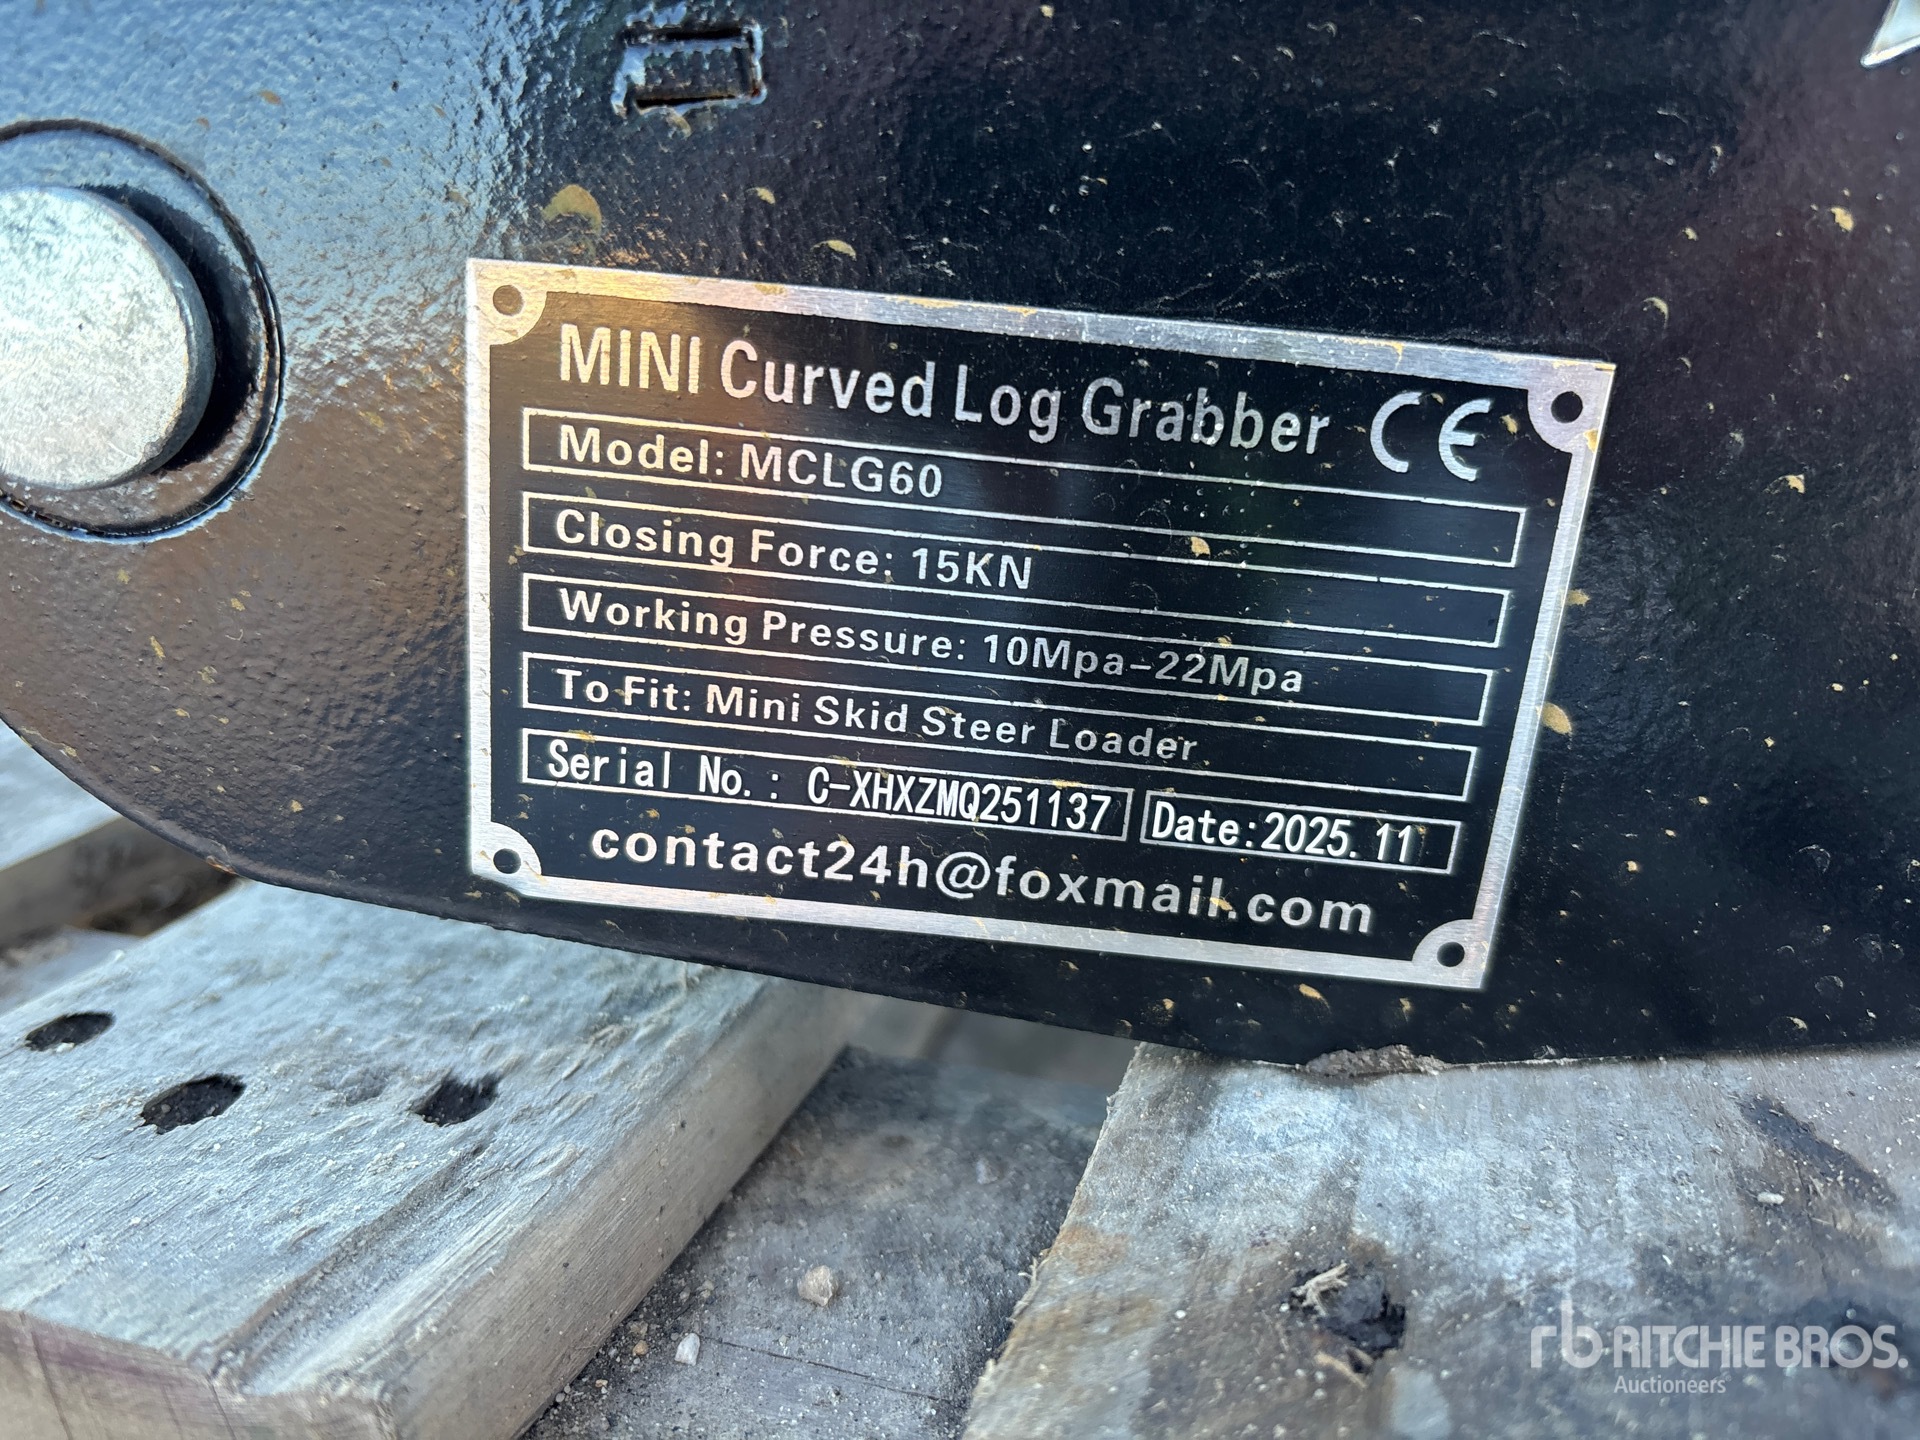 MINI Curved Log Grabber CE
Model: MCLG60
Closing Force: 15KN
Working Pressure: 10Mpa-22Mpa
To Fit: Mini Skid Steer Loader
Serial No.: C-XHXZMQ251137 Date:2025.11
contact24h@foxmail.com
rb RITCHIE BROS.
Auctioneers